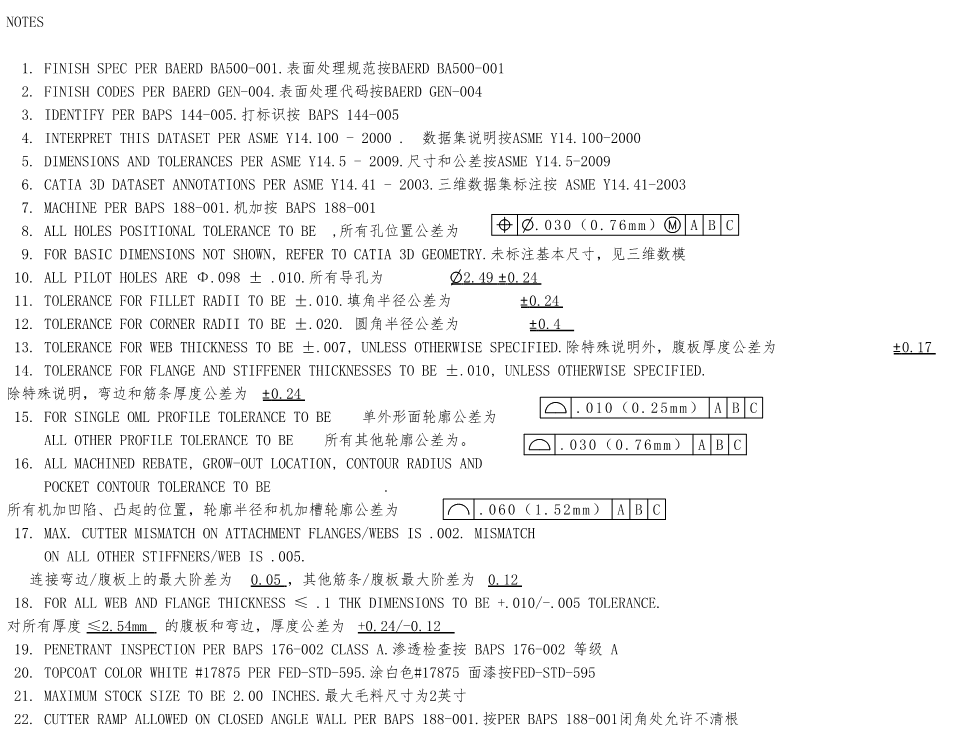 NOTES
1. FINISH SPEC PER BAERD BA500-001.表面处理规范按BAERD BA500-001
2. FINISH CODES PER BAERD GEN-004.表面处理代码按BAERD GEN-004
3. IDENTIFY PER BAPS 144-005.打标识按 BAPS 144-005
4. INTERPRET THIS DATASET PER ASME Y14.100 - 2000 . 数据集说明按ASME Y14.100-2000
5. DIMENSIONS AND TOLERANCES PER ASME Y14.5 - 2009.尺寸和公差按ASME Y14.5-2009
6. CATIA 3D DATASET ANNOTATIONS PER ASME Y14.41 - 2003.三维数据集标注按 ASME Y14.41-2003
7. MACHINE PER BAPS 188-001.机加按 BAPS 188-001
8. ALL HOLES POSITIONAL TOLERANCE TO BE ,所有孔位置公差为 ⌖ Ø.030（0.76mm）Ⓜ A B C
9. FOR BASIC DIMENSIONS NOT SHOWN, REFER TO CATIA 3D GEOMETRY.未标注基本尺寸，见三维数模
10. ALL PILOT HOLES ARE Φ.098 ± .010.所有导孔为 Ø2.49 ±0.24
11. TOLERANCE FOR FILLET RADII TO BE ±.010.填角半径公差为 ±0.24
12. TOLERANCE FOR CORNER RADII TO BE ±.020. 圆角半径公差为 ±0.4
13. TOLERANCE FOR WEB THICKNESS TO BE ±.007, UNLESS OTHERWISE SPECIFIED.除特殊说明外，腹板厚度公差为 ±0.17
14. TOLERANCE FOR FLANGE AND STIFFENER THICKNESSES TO BE ±.010, UNLESS OTHERWISE SPECIFIED.
除特殊说明，弯边和筋条厚度公差为 ±0.24
15. FOR SINGLE OML PROFILE TOLERANCE TO BE 单外形面轮廓公差为 ⌓ .010（0.25mm） A B C
ALL OTHER PROFILE TOLERANCE TO BE 所有其他轮廓公差为。 ⌓ .030（0.76mm） A B C
16. ALL MACHINED REBATE, GROW-OUT LOCATION, CONTOUR RADIUS AND
POCKET CONTOUR TOLERANCE TO BE .
所有机加凹陷、凸起的位置，轮廓半径和机加槽轮廓公差为 ⌒ .060（1.52mm） A B C
17. MAX. CUTTER MISMATCH ON ATTACHMENT FLANGES/WEBS IS .002. MISMATCH
ON ALL OTHER STIFFNERS/WEB IS .005.
连接弯边/腹板上的最大阶差为 0.05 ，其他筋条/腹板最大阶差为 0.12
18. FOR ALL WEB AND FLANGE THICKNESS ≤ .1 THK DIMENSIONS TO BE +.010/-.005 TOLERANCE.
对所有厚度 ≤2.54mm 的腹板和弯边，厚度公差为 +0.24/-0.12
19. PENETRANT INSPECTION PER BAPS 176-002 CLASS A.渗透检查按 BAPS 176-002 等级 A
20. TOPCOAT COLOR WHITE #17875 PER FED-STD-595.涂白色#17875 面漆按FED-STD-595
21. MAXIMUM STOCK SIZE TO BE 2.00 INCHES.最大毛料尺寸为2英寸
22. CUTTER RAMP ALLOWED ON CLOSED ANGLE WALL PER BAPS 188-001.按PER BAPS 188-001闭角处允许不清根